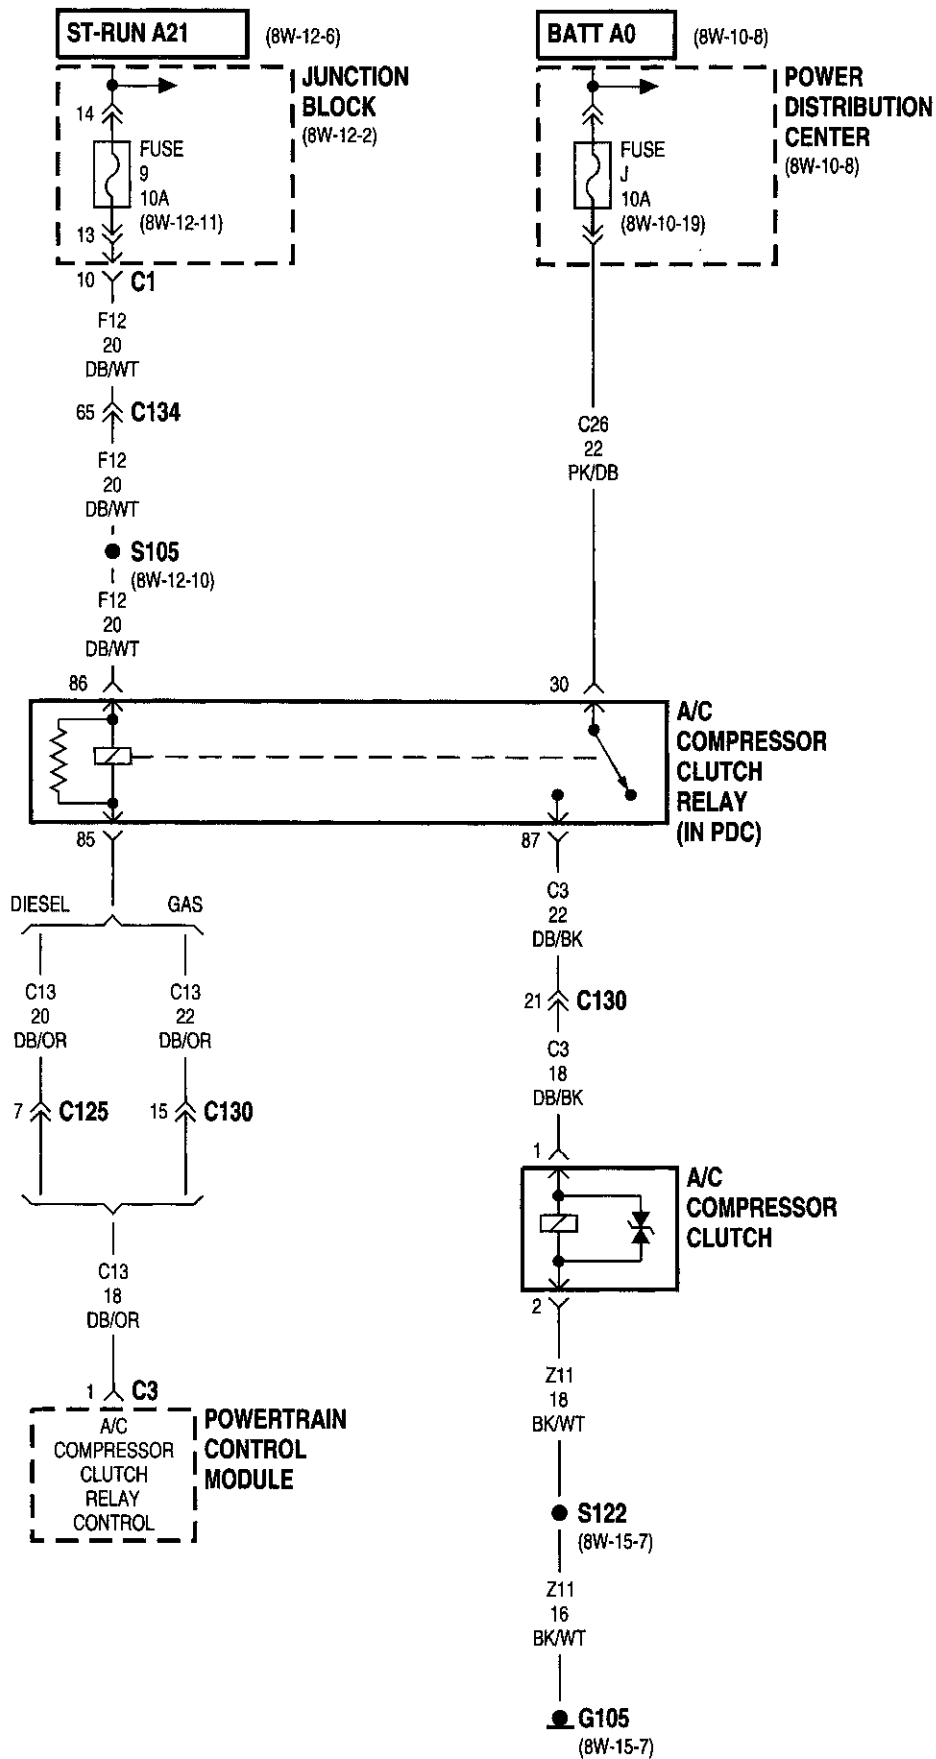 ST-RUN A21
(8W-12-6)
JUNCTION
BLOCK
(8W-12-2)
14
FUSE
9
10A
(8W-12-11)
13
10
C1
F12
20
DB/WT
65
C134
F12
20
DB/WT
S105
(8W-12-10)
F12
20
DB/WT
86
BATT A0
(8W-10-8)
POWER
DISTRIBUTION
CENTER
(8W-10-8)
FUSE
J
10A
(8W-10-19)
C26
22
PK/DB
30
A/C
COMPRESSOR
CLUTCH
RELAY
(IN PDC)
85
87
DIESEL
GAS
C13
20
DB/OR
C13
22
DB/OR
7
C125
15
C130
C13
18
DB/OR
1
C3
A/C
COMPRESSOR
CLUTCH
RELAY
CONTROL
POWERTRAIN
CONTROL
MODULE
C3
22
DB/BK
21
C130
C3
18
DB/BK
1
A/C
COMPRESSOR
CLUTCH
2
Z11
18
BK/WT
S122
(8W-15-7)
Z11
16
BK/WT
G105
(8W-15-7)